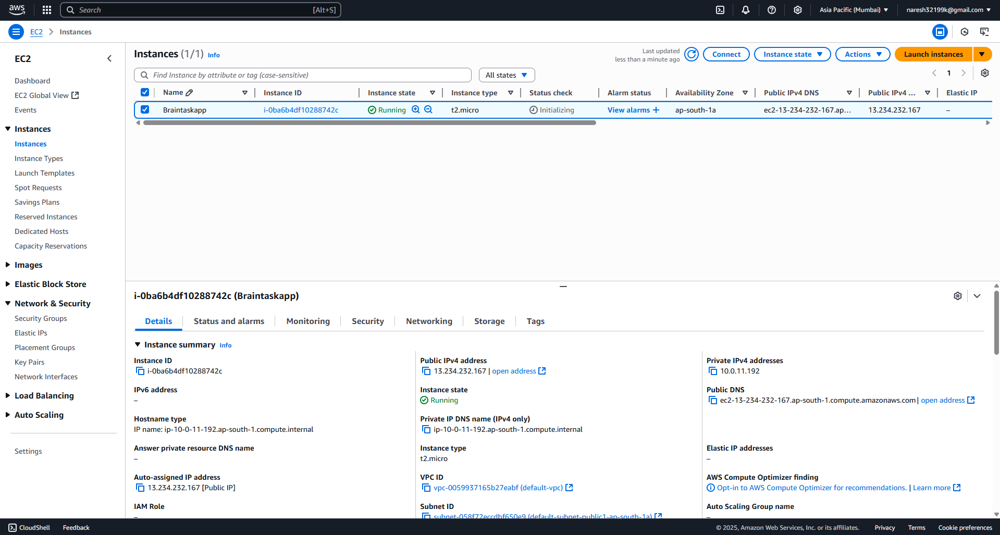 aws
Search [Alt+S]
Asia Pacific (Mumbai)
naresh32199k@gmail.com
EC2
Instances
EC2
Dashboard
EC2 Global View
Events
Instances
Instances
Instance Types
Launch Templates
Spot Requests
Savings Plans
Reserved Instances
Dedicated Hosts
Capacity Reservations
Images
Elastic Block Store
Network & Security
Security Groups
Elastic IPs
Placement Groups
Key Pairs
Network Interfaces
Load Balancing
Auto Scaling
Settings
Instances (1/1) Info
Last updated
less than a minute ago
Connect
Instance state
Actions
Launch instances
Find Instance by attribute or tag (case-sensitive)
All states
1
Name Instance ID Instance state Instance type Status check Alarm status Availability Zone Public IPv4 DNS Public IPv4 ... Elastic IP
Braintaskapp i-0ba6b4df10288742c Running t2.micro Initializing View alarms + ap-south-1a ec2-13-234-232-167.ap... 13.234.232.167 –
i-0ba6b4df10288742c (Braintaskapp)
Details Status and alarms Monitoring Security Networking Storage Tags
Instance summary Info
Instance ID
i-0ba6b4df10288742c
Public IPv4 address
13.234.232.167 | open address
Private IPv4 addresses
10.0.11.192
IPv6 address
–
Instance state
Running
Public DNS
ec2-13-234-232-167.ap-south-1.compute.amazonaws.com | open address
Hostname type
IP name: ip-10-0-11-192.ap-south-1.compute.internal
Private IP DNS name (IPv4 only)
ip-10-0-11-192.ap-south-1.compute.internal
Answer private resource DNS name
–
Instance type
t2.micro
Elastic IP addresses
–
Auto-assigned IP address
13.234.232.167 [Public IP]
VPC ID
vpc-0059937165b27eabf (default-vpc)
AWS Compute Optimizer finding
Opt-in to AWS Compute Optimizer for recommendations. | Learn more
IAM Role
–
Subnet ID
subnet-058f72eccdbf650e9 (default-subnet-public1-ap-south-1a)
Auto Scaling Group name
–
CloudShell
Feedback
© 2025, Amazon Web Services, Inc. or its affiliates.
Privacy
Terms
Cookie preferences